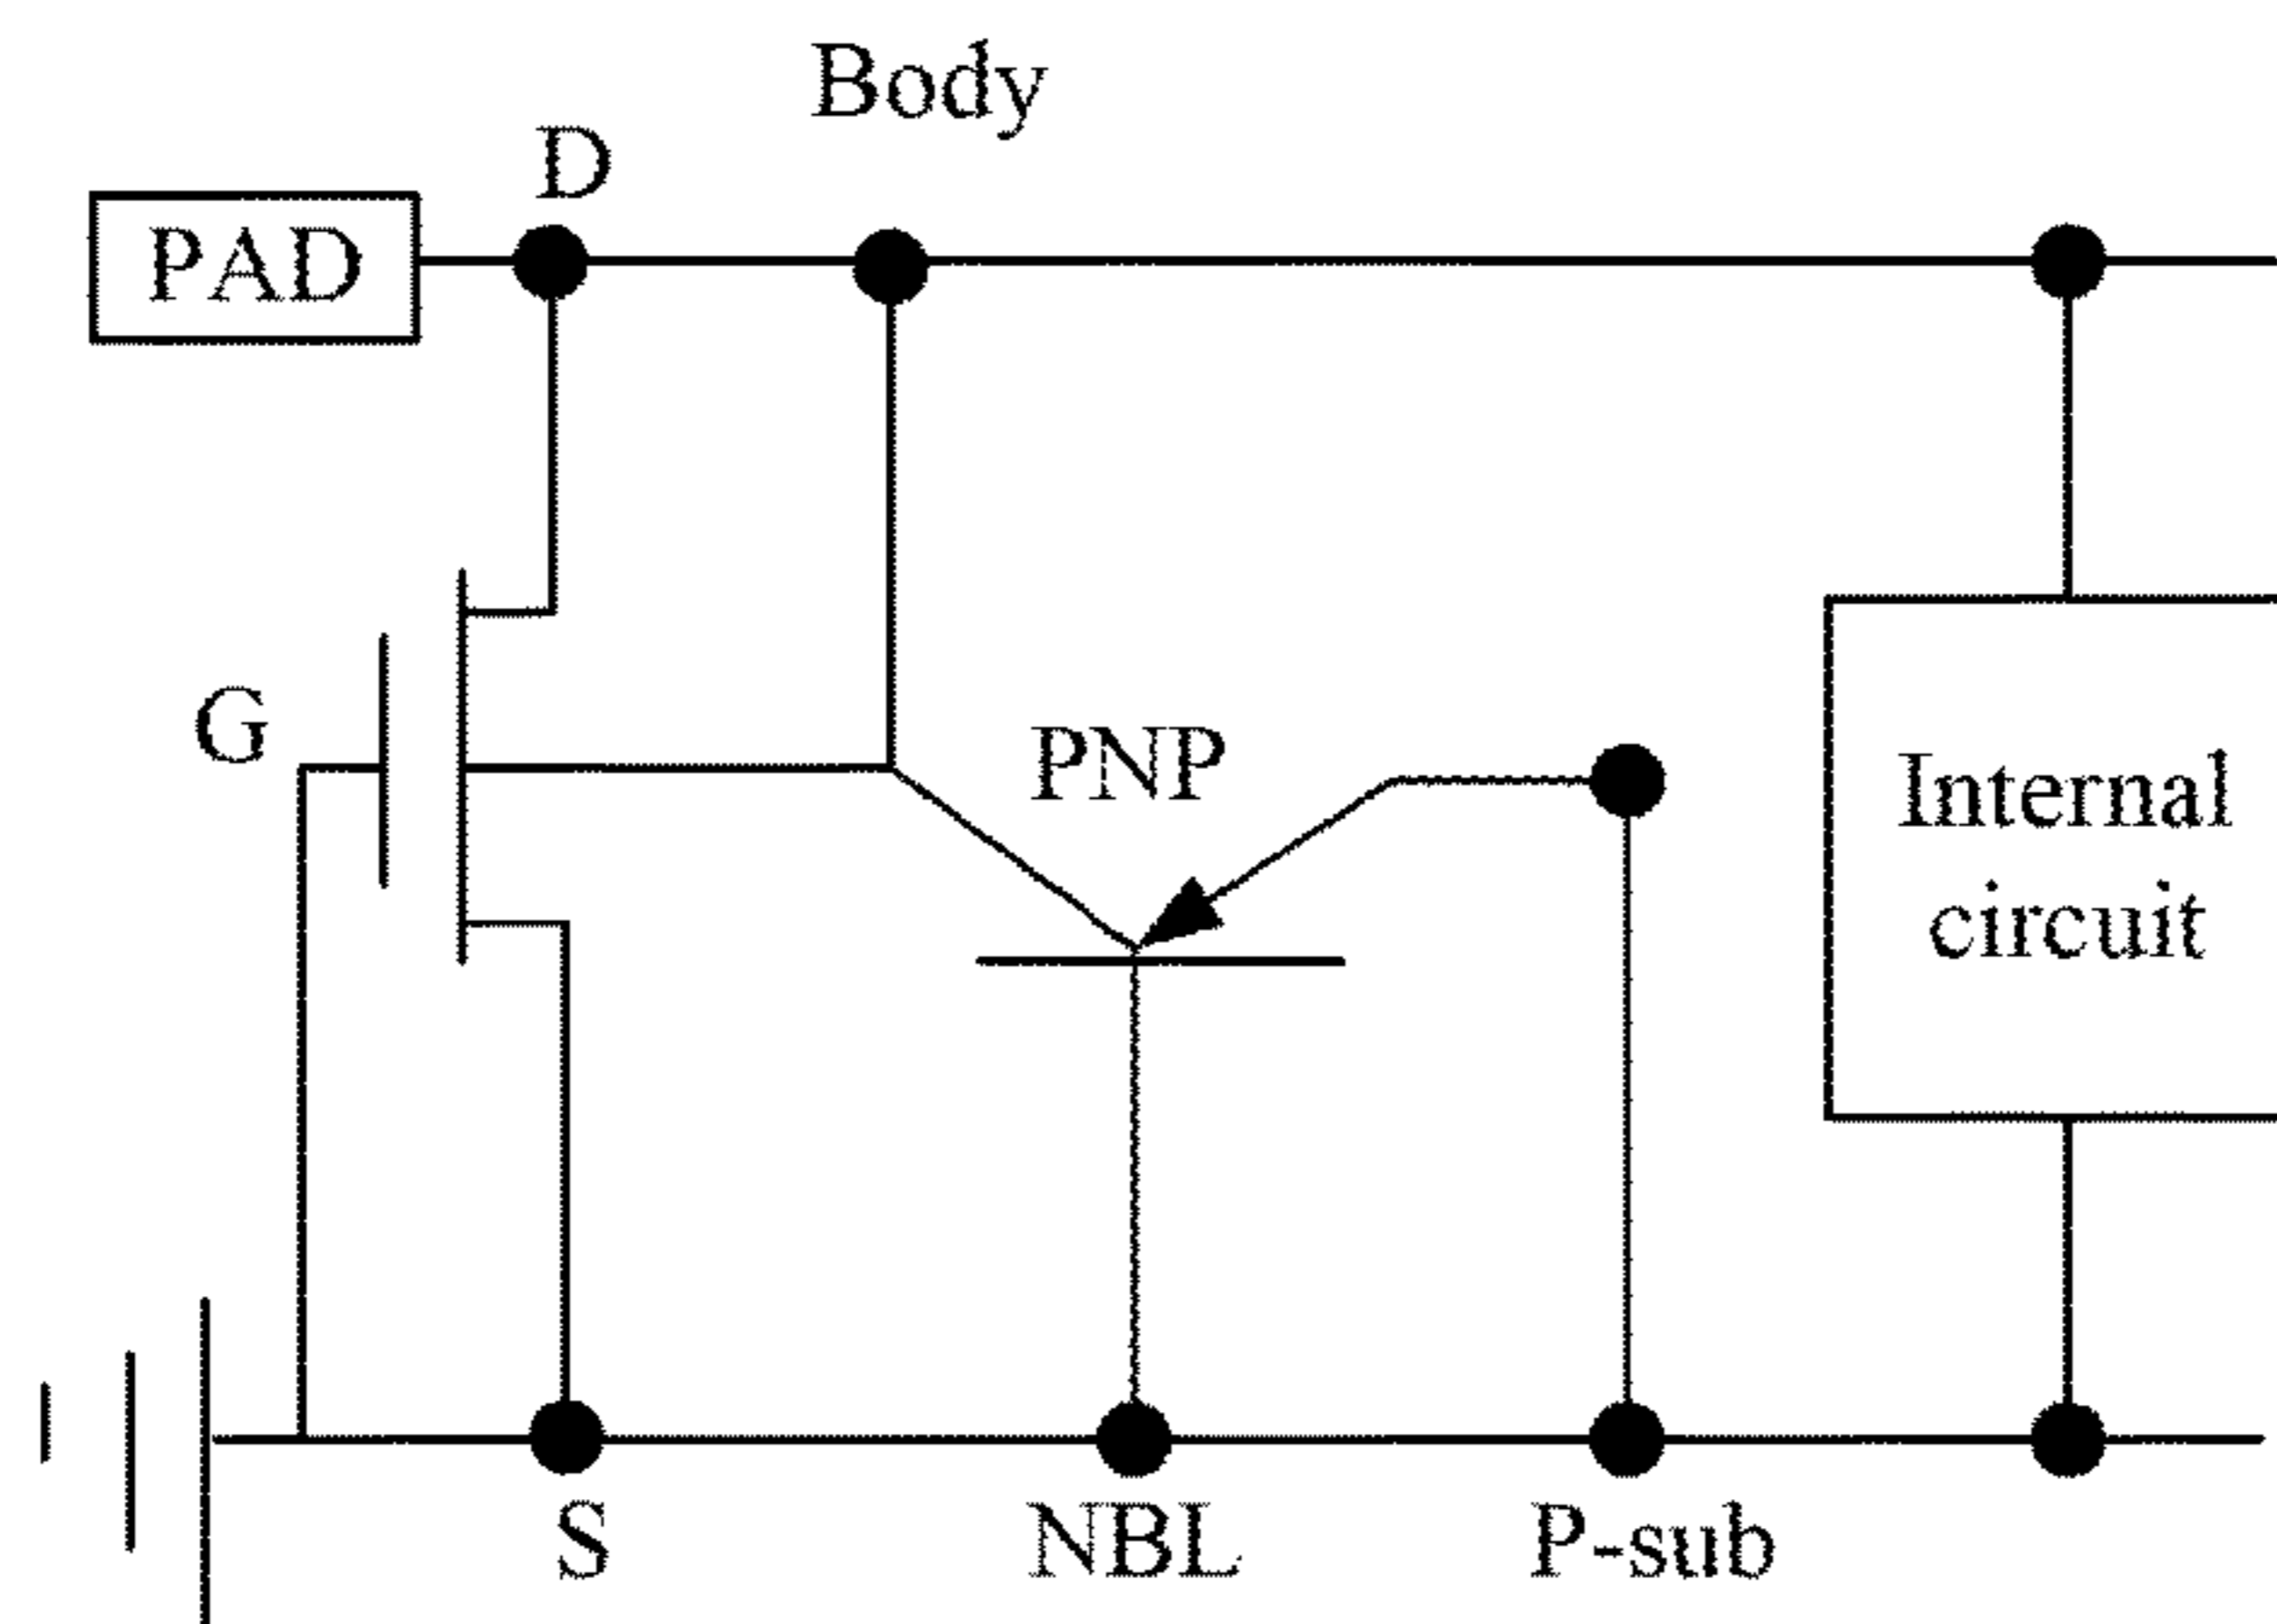 Body
D
PAD
G
PNP
Internal
circuit
S
NBL
P-sub